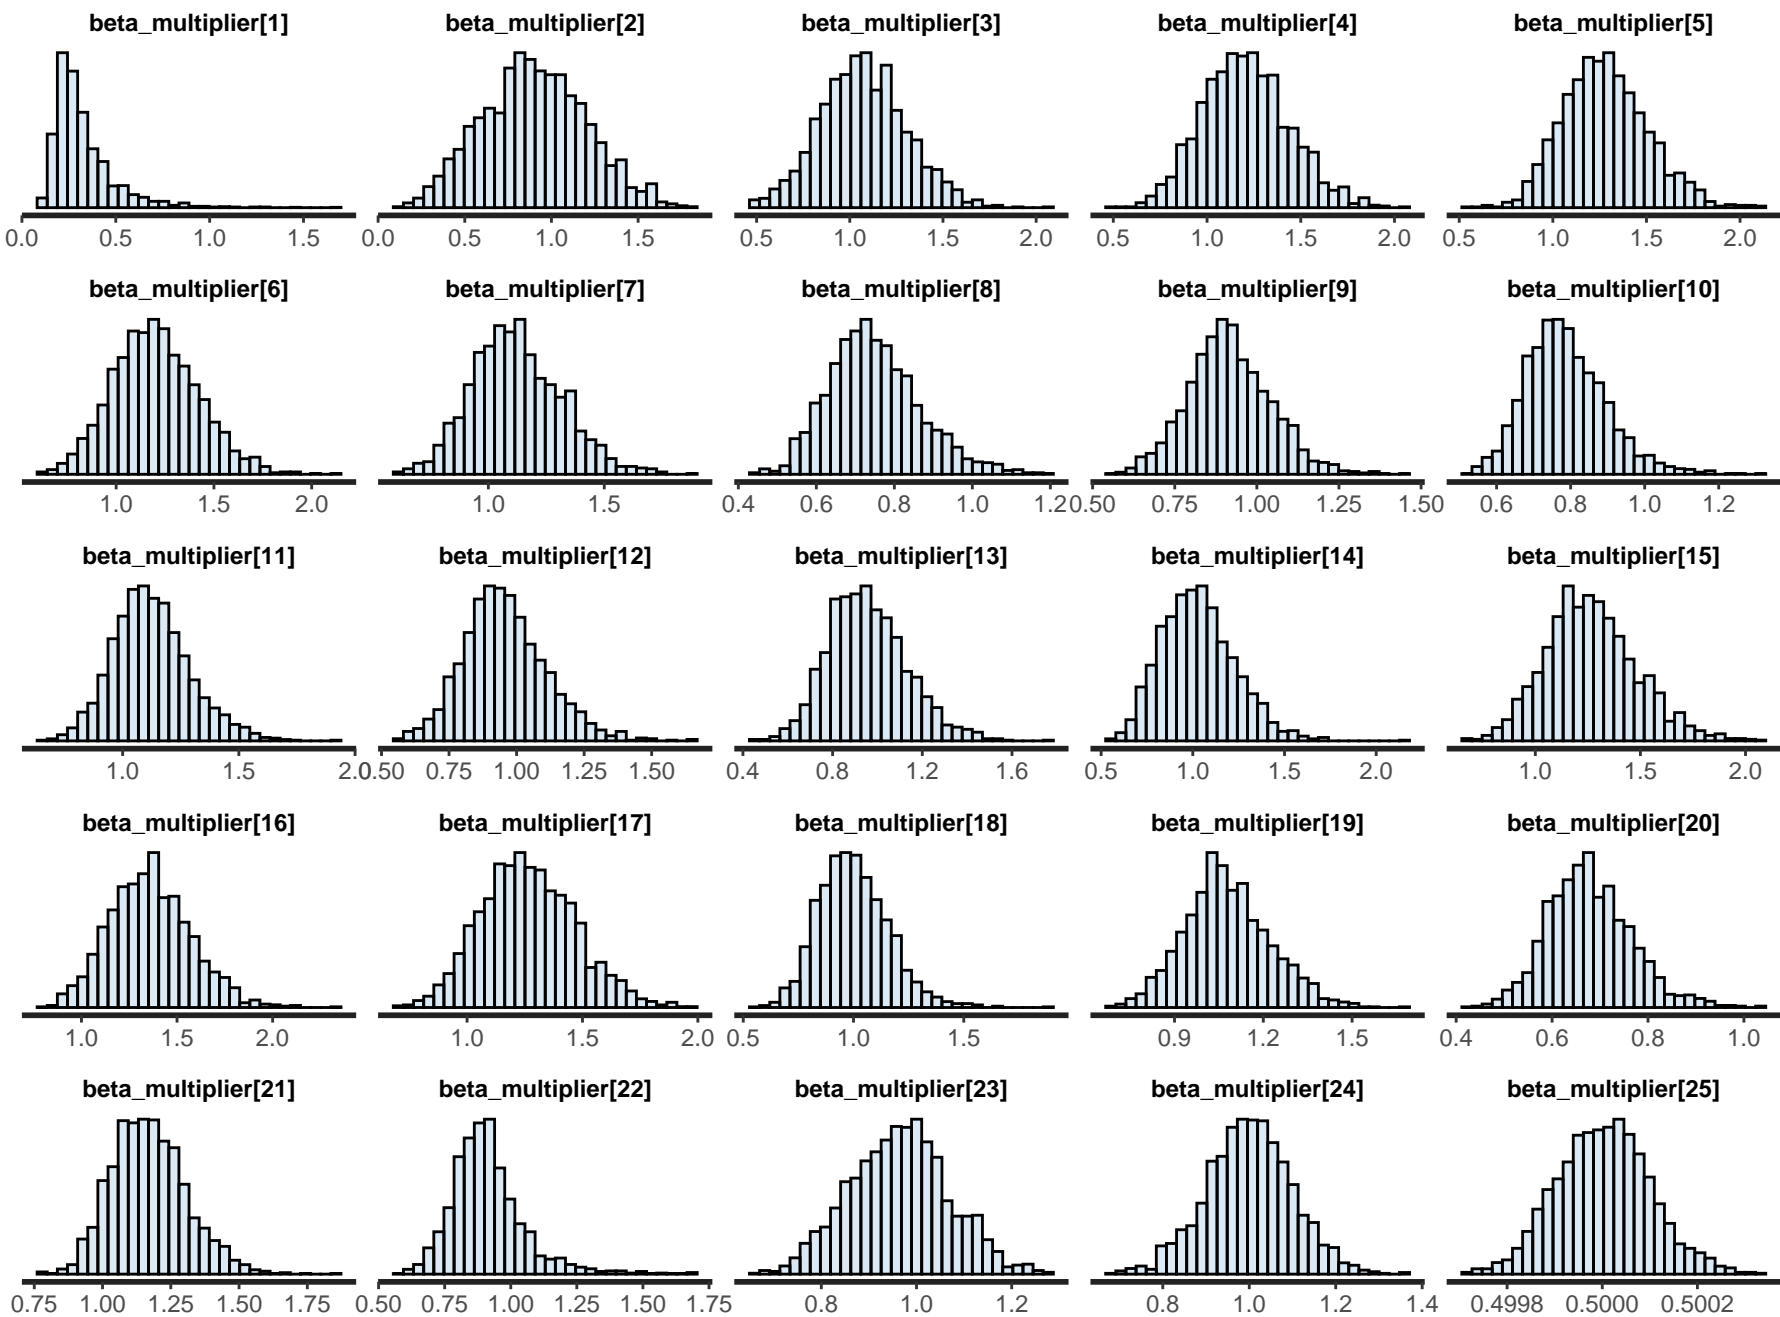 beta_multiplier[1] beta_multiplier[2] beta_multiplier[3] beta_multiplier[4] beta_multiplier[5]
0.0 0.5 1.0 1.5 0.0 0.5 1.0 1.5 0.5 1.0 1.5 2.0 0.5 1.0 1.5 2.0 0.5 1.0 1.5 2.0
beta_multiplier[6] beta_multiplier[7] beta_multiplier[8] beta_multiplier[9] beta_multiplier[10]
1.0 1.5 2.0 1.0 1.5 0.4 0.6 0.8 1.0 1.2 0.50 0.75 1.00 1.25 1.50 0.6 0.8 1.0 1.2
beta_multiplier[11] beta_multiplier[12] beta_multiplier[13] beta_multiplier[14] beta_multiplier[15]
1.0 1.5 2.0 0.50 0.75 1.00 1.25 1.50 0.4 0.8 1.2 1.6 0.5 1.0 1.5 2.0 1.0 1.5 2.0
beta_multiplier[16] beta_multiplier[17] beta_multiplier[18] beta_multiplier[19] beta_multiplier[20]
1.0 1.5 2.0 1.0 1.5 2.0 0.5 1.0 1.5 0.9 1.2 1.5 0.4 0.6 0.8 1.0
beta_multiplier[21] beta_multiplier[22] beta_multiplier[23] beta_multiplier[24] beta_multiplier[25]
0.75 1.00 1.25 1.50 1.75 0.50 0.75 1.00 1.25 1.50 1.75 0.8 1.0 1.2 0.8 1.0 1.2 1.4 0.4998 0.5000 0.5002